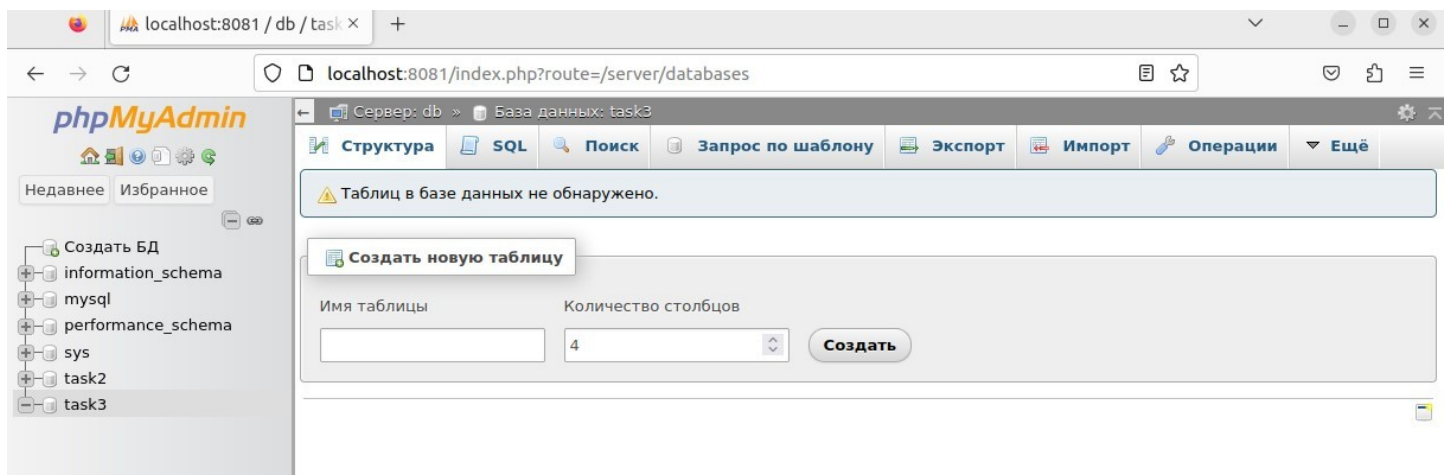 localhost:8081 / db / task
localhost:8081/index.php?route=/server/databases
phpMyAdmin
Недавнее Избранное
Создать БД
information_schema
mysql
performance_schema
sys
task2
task3
Сервер: db » База данных: task3
Структура SQL Поиск Запрос по шаблону Экспорт Импорт Операции Ещё
Таблиц в базе данных не обнаружено.
Создать новую таблицу
Имя таблицы Количество столбцов
4 Создать